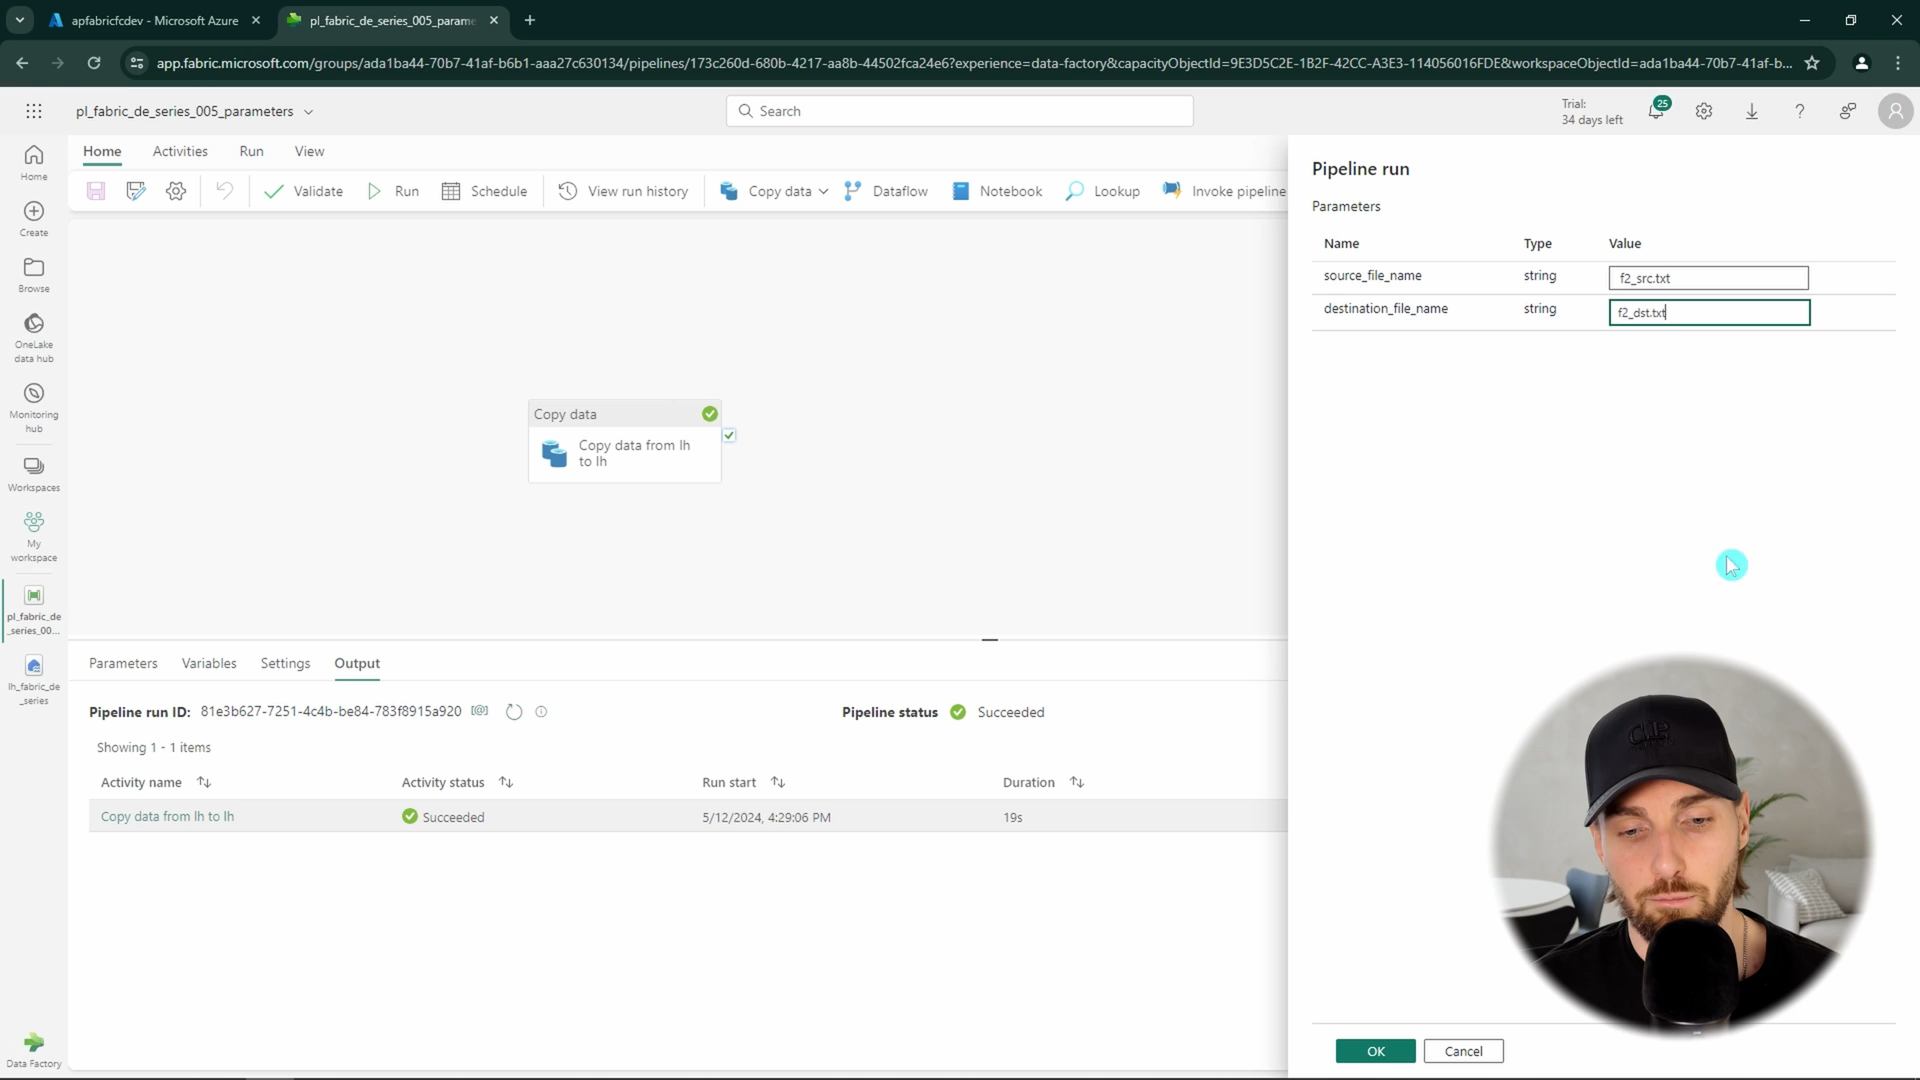 apfabricfcdev - Microsoft Azure
pl_fabric_de_series_005_parame
app.fabric.microsoft.com/groups/ada1ba44-70b7-41af-b6b1-aaa27c630134/pipelines/173c260d-680b-4217-aa8b-44502fca24e6?experience=data-factory&capacityObjectId=9E3D5C2E-1B2F-42CC-A3E3-114056016FDE&workspaceObjectId=ada1ba44-70b7-41af-b...
pl_fabric_de_series_005_parameters
Search
Trial:
34 days left
25
Home Activities Run View
Validate Run Schedule View run history Copy data Dataflow Notebook Lookup Invoke pipeline
Home
Create
Browse
OneLake
data hub
Monitoring
hub
Workspaces
My
workspace
pl_fabric_de
_series_00...
lh_fabric_de
_series
Data Factory
Copy data
Copy data from lh
to lh
Parameters Variables Settings Output
Pipeline run ID: 81e3b627-7251-4c4b-be84-783f8915a920 Pipeline status Succeeded
Showing 1 - 1 items
Activity name Activity status Run start Duration
Copy data from lh to lh Succeeded 5/12/2024, 4:29:06 PM 19s
Pipeline run
Parameters
Name Type Value
source_file_name string f2_src.txt
destination_file_name string f2_dst.txt
OK Cancel